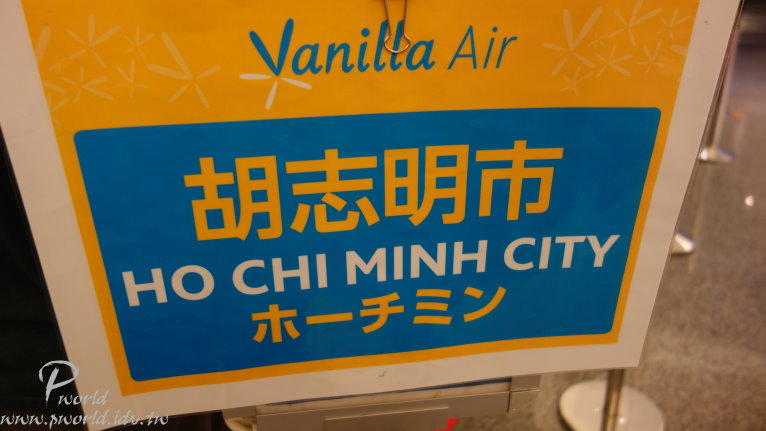 Vanilla Air
胡志明市
HO CHI MINH CITY
ホーチミン
Pworld
www.pworld.idv.tw